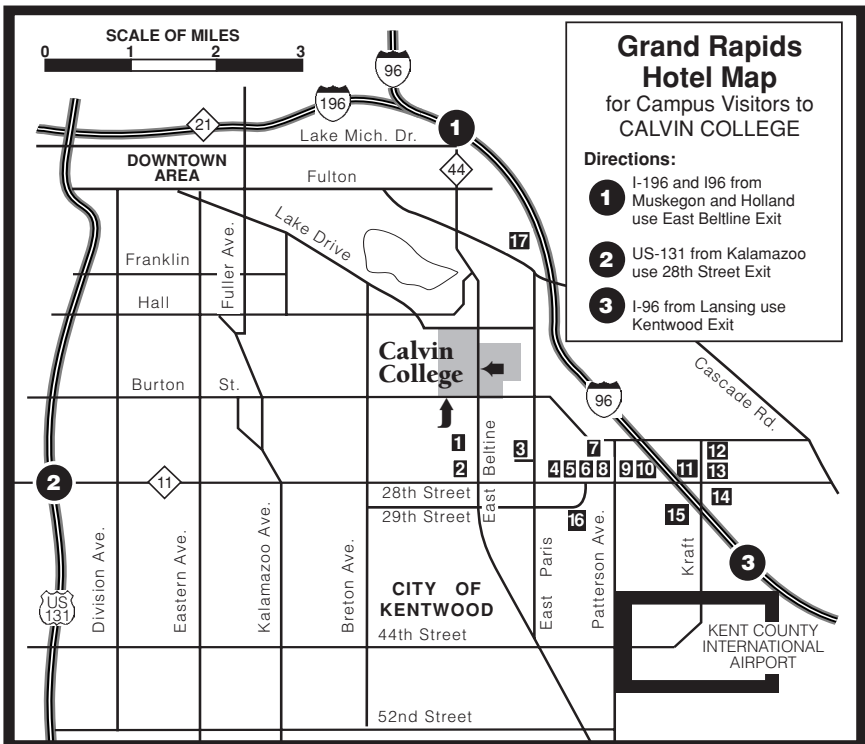 SCALE OF MILES
0 1 2 3
Grand Rapids
Hotel Map
for Campus Visitors to
CALVIN COLLEGE
Directions:
1 I-196 and I96 from
Muskegon and Holland
use East Beltline Exit
2 US-131 from Kalamazoo
use 28th Street Exit
3 I-96 from Lansing use
Kentwood Exit
96
196
21
1
Lake Mich. Dr.
DOWNTOWN
AREA
44
Fulton
Lake Drive
17
Fuller Ave.
Franklin
Hall
Calvin
College
Burton St.
96
Cascade Rd.
1
2
3
East Beltine
7
4 5 6 8 9 10 11
12
13
2
11
28th Street
29th Street
14
16
15
3
US
131
Division Ave.
Eastern Ave.
Kalamazoo Ave.
Breton Ave.
East Paris
Patterson Ave.
Kraft
CITY OF
KENTWOOD
44th Street
KENT COUNTY
INTERNATIONAL
AIRPORT
52nd Street